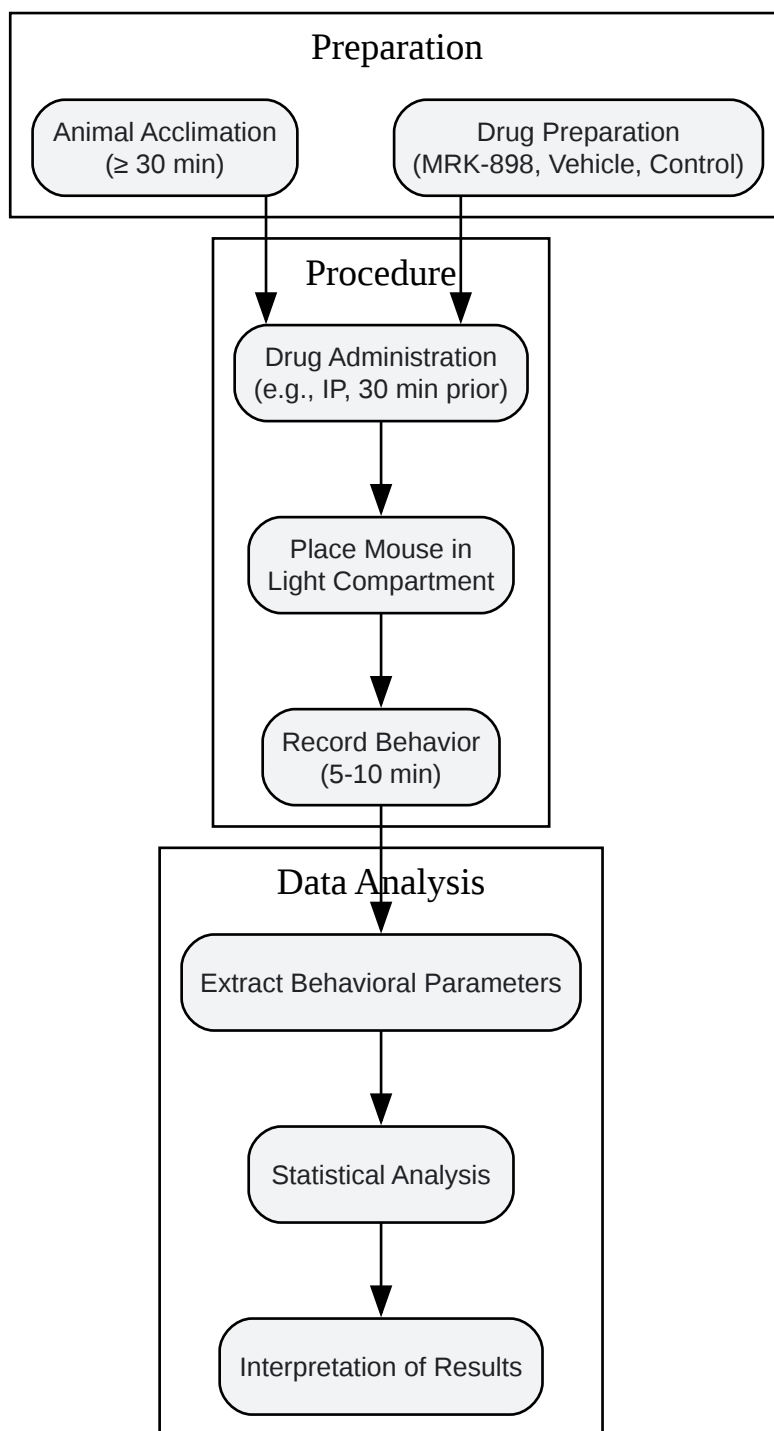 Preparation
Animal Acclimation
(≥ 30 min)
Drug Preparation
(MRK-898, Vehicle, Control)
Procedure
Drug Administration
(e.g., IP, 30 min prior)
Place Mouse in
Light Compartment
Record Behavior
(5-10 min)
Data Analysis
Extract Behavioral Parameters
Statistical Analysis
Interpretation of Results